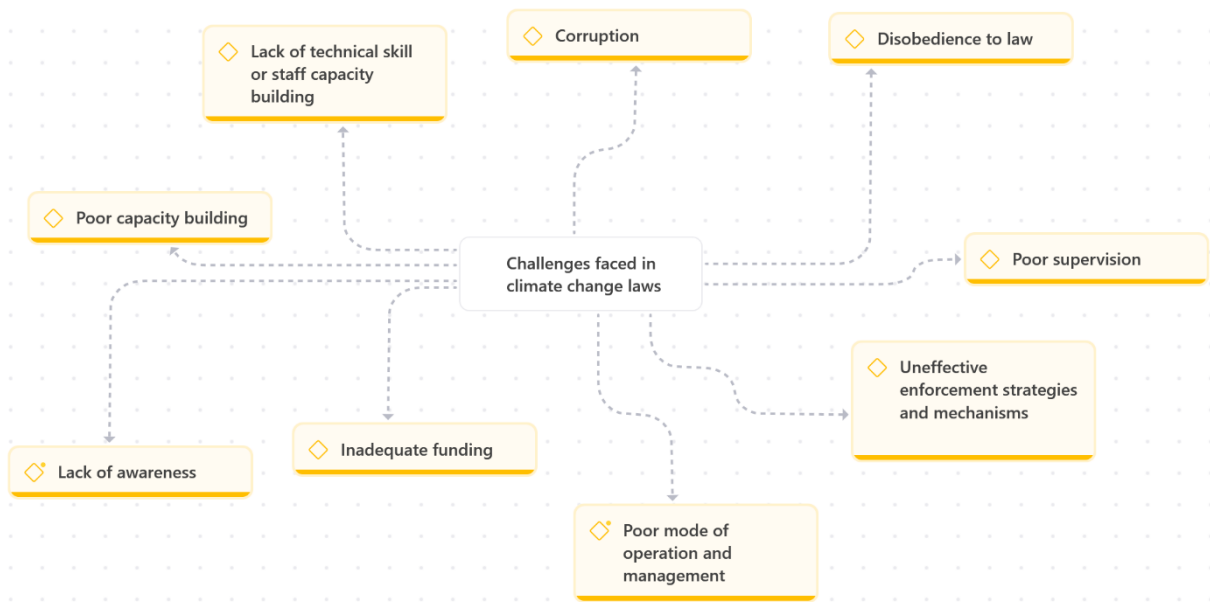 Corruption
Disobedience to law
Lack of technical skill
or staff capacity
building
Poor capacity building
Challenges faced in
climate change laws
Poor supervision
Uneffective
enforcement strategies
and mechanisms
Inadequate funding
Lack of awareness
Poor mode of
operation and
management